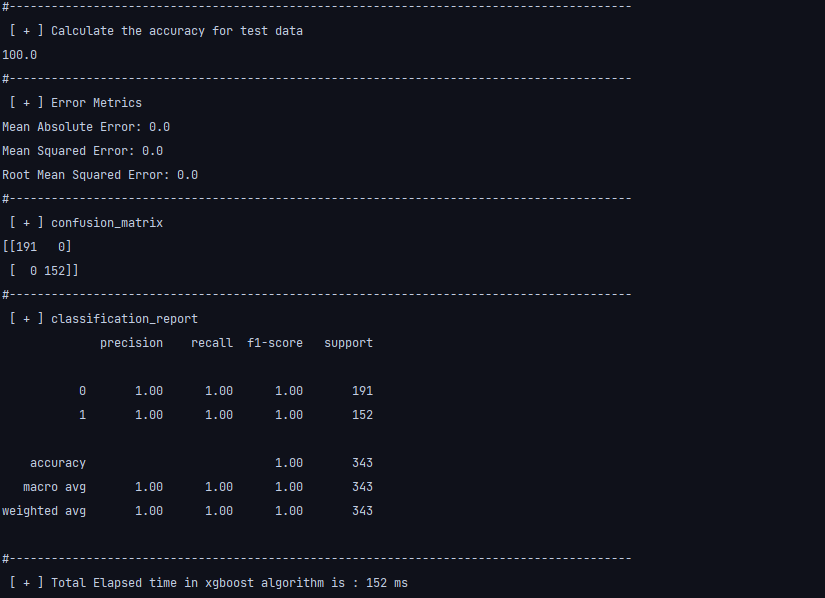 #-----------------------------------------------------------------------------------------
 [ + ] Calculate the accuracy for test data
100.0
#-----------------------------------------------------------------------------------------
 [ + ] Error Metrics
Mean Absolute Error: 0.0
Mean Squared Error: 0.0
Root Mean Squared Error: 0.0
#-----------------------------------------------------------------------------------------
 [ + ] confusion_matrix
[[191   0]
 [  0 152]]
#-----------------------------------------------------------------------------------------
 [ + ] classification_report
              precision    recall  f1-score   support

           0       1.00      1.00      1.00       191
           1       1.00      1.00      1.00       152

    accuracy                           1.00       343
   macro avg       1.00      1.00      1.00       343
weighted avg       1.00      1.00      1.00       343

#-----------------------------------------------------------------------------------------
 [ + ] Total Elapsed time in xgboost algorithm is : 152 ms